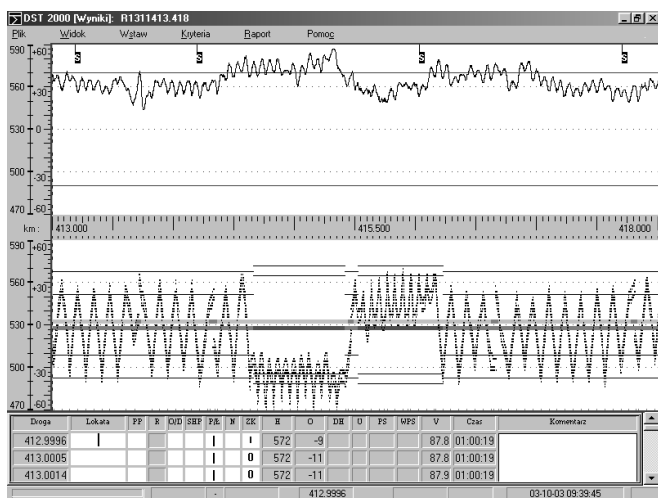 DST 2000 [Wyniki]: R1311413.418
Plik Widok Wstaw Kryteria Raport Pomoc
590 +60
S S S S
560 +30
530 0
500 -30
470 -60
km: 413.000 415.500 418.000
590 +60
560 +30
530 0
500 -30
470 -60
Droga Lokata PP R O/D SHP P/Ł N ZK H O DH U PS WPS V Czas Komentarz
412.9996 572 -9 87.8 01:00:19
413.0005 0 572 -11 87.8 01:00:19
413.0014 0 572 -11 87.9 01:00:19
- 412.9996 03-10-03 09:39:45